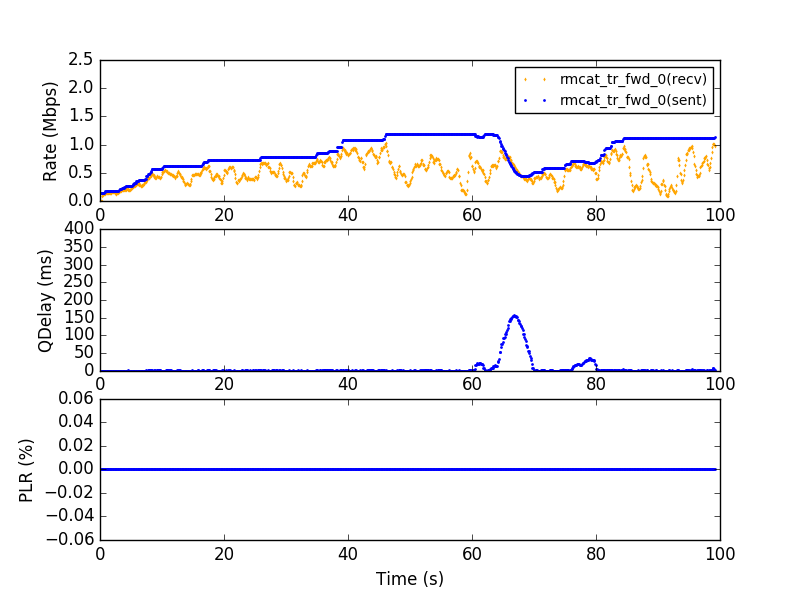 2.5
2.0
1.5
1.0
0.5
0.0
Rate (Mbps)
rmcat_tr_fwd_0(recv)
rmcat_tr_fwd_0(sent)
0 20 40 60 80 100
400
350
300
250
200
150
100
50
0
QDelay (ms)
0 20 40 60 80 100
0.06
0.04
0.02
0.00
−0.02
−0.04
−0.06
PLR (%)
0 20 40 60 80 100
Time (s)